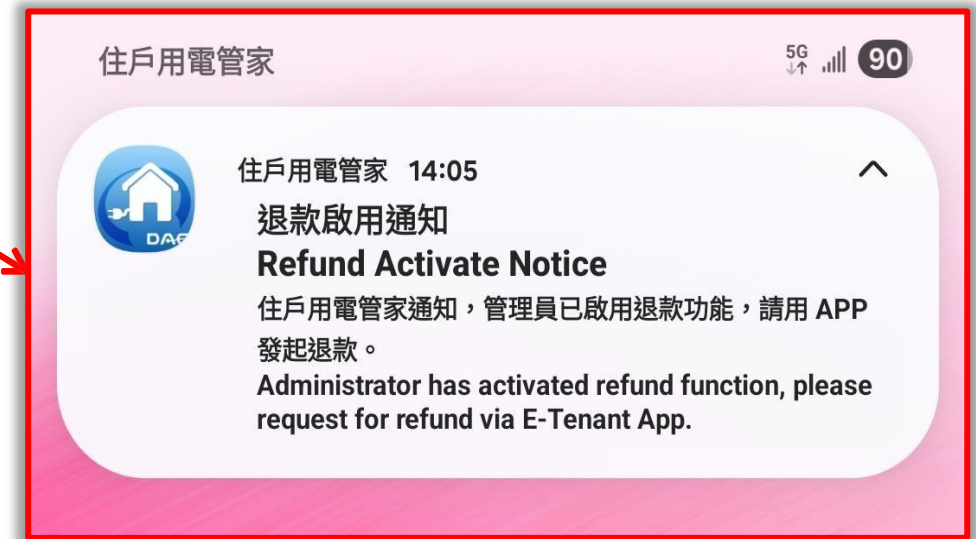 住戶用電管家 5G 90
DAE
住戶用電管家 14:05
退款啟用通知
Refund Activate Notice
住戶用電管家通知，管理員已啟用退款功能，請用 APP
發起退款。
Administrator has activated refund function, please
request for refund via E-Tenant App.